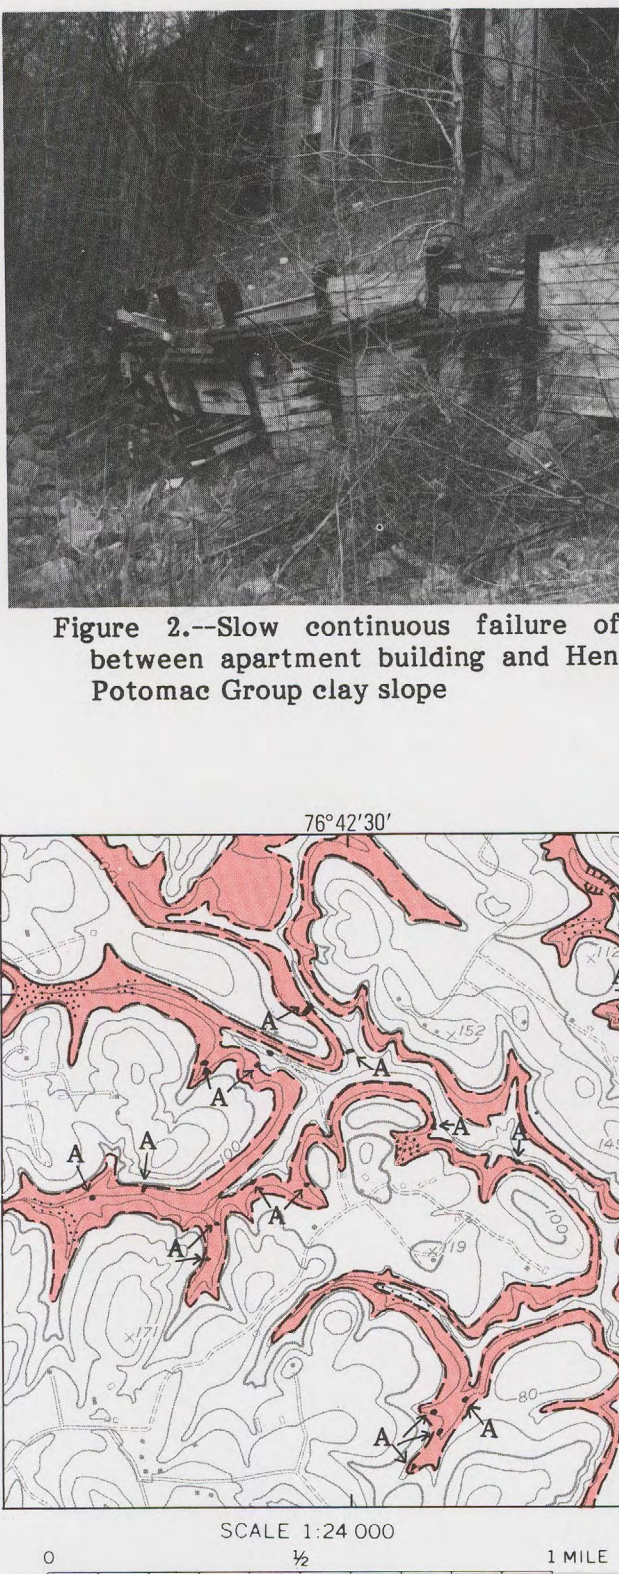 Figure 2.--Slow continuous failure of
between apartment building and Hen
Potomac Group clay slope
76°42'30"
112
A
A
152
A
A
A
A
A
A
100
145
A
A
100
119
171
80
A
A
SCALE 1:24 000
0 ½ 1 MILE